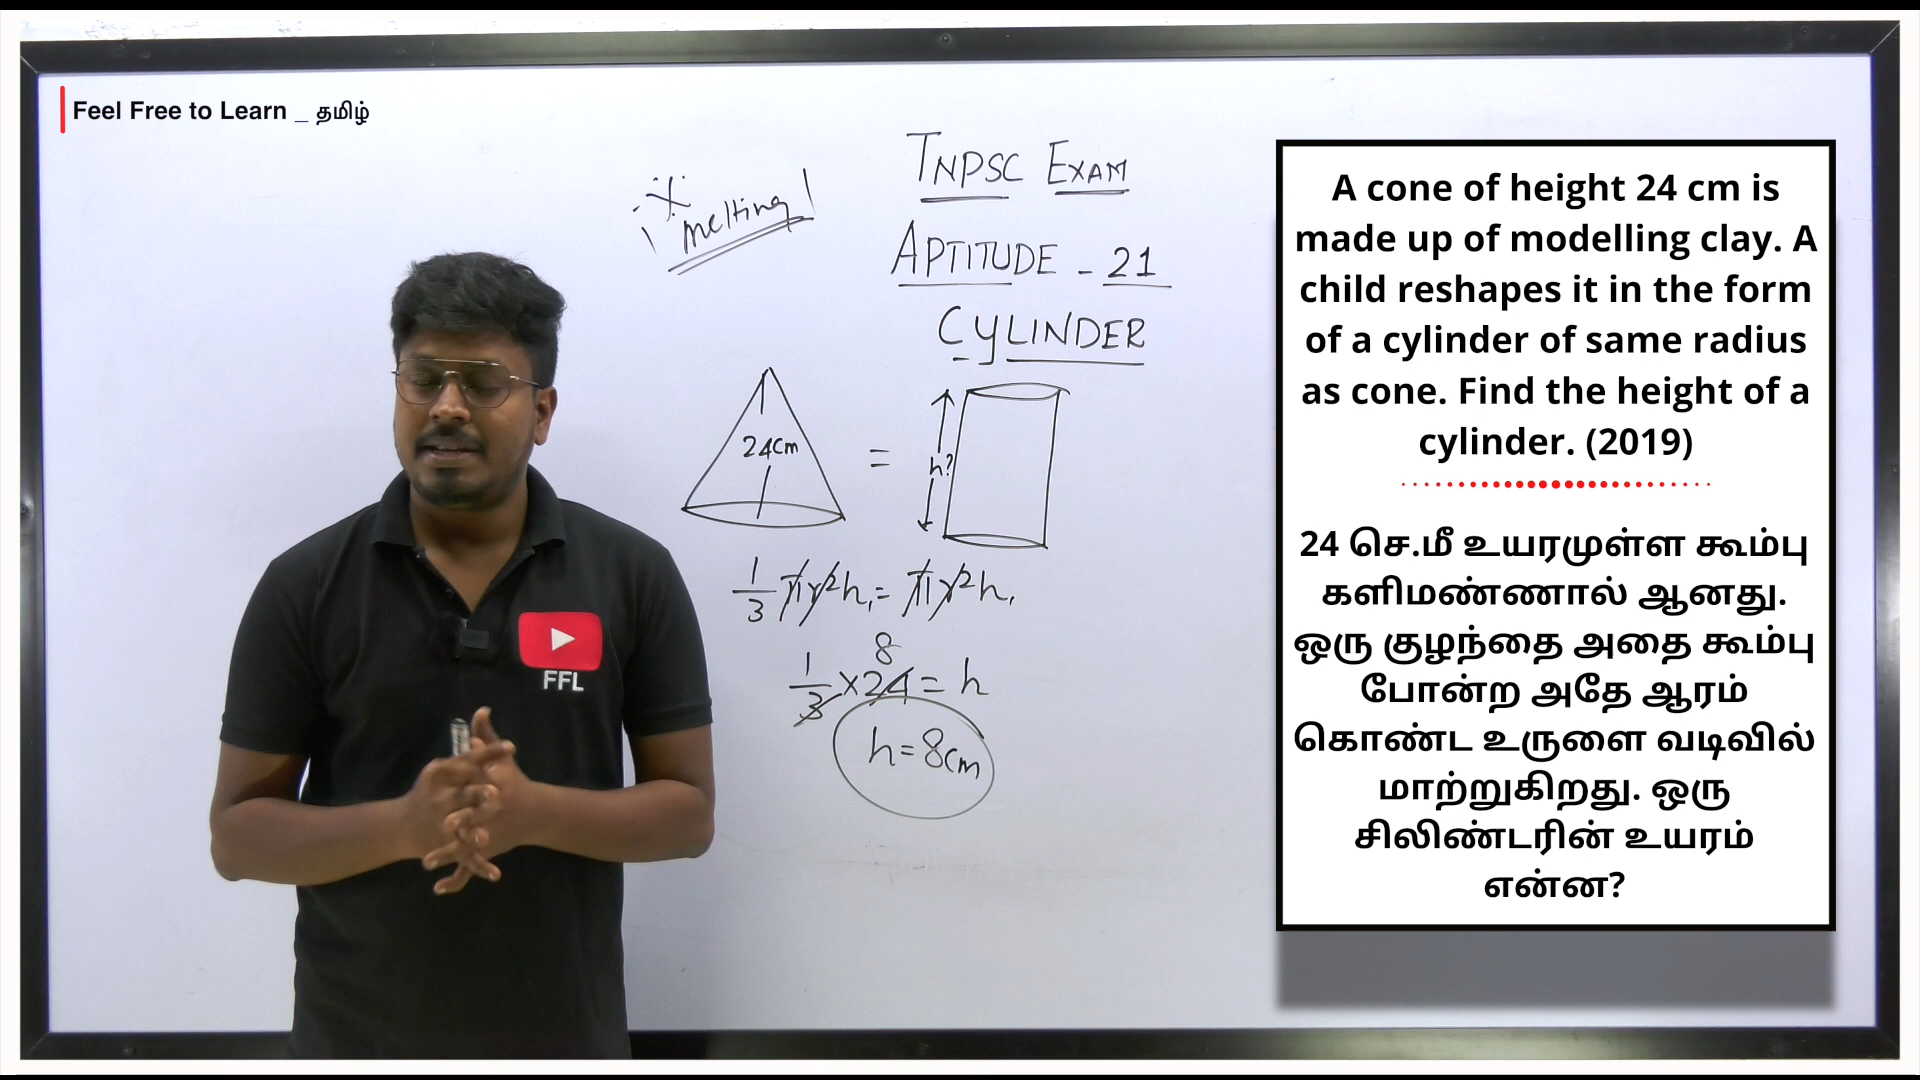 Feel Free to Learn _ தமிழ்
TNPSC EXAM
melting
APTITUDE - 21
CYLINDER
24cm
=
h?
1/3 πr²h₁ = πr²h₁
8
1/3 × 24 = h
h = 8cm
FFL
A cone of height 24 cm is
made up of modelling clay. A
child reshapes it in the form
of a cylinder of same radius
as cone. Find the height of a
cylinder. (2019)
24 செ.மீ உயரமுள்ள கூம்பு
களிமண்ணால் ஆனது.
ஒரு குழந்தை அதை கூம்பு
போன்ற அதே ஆரம்
கொண்ட உருளை வடிவில்
மாற்றுகிறது. ஒரு
சிலிண்டரின் உயரம்
என்ன?